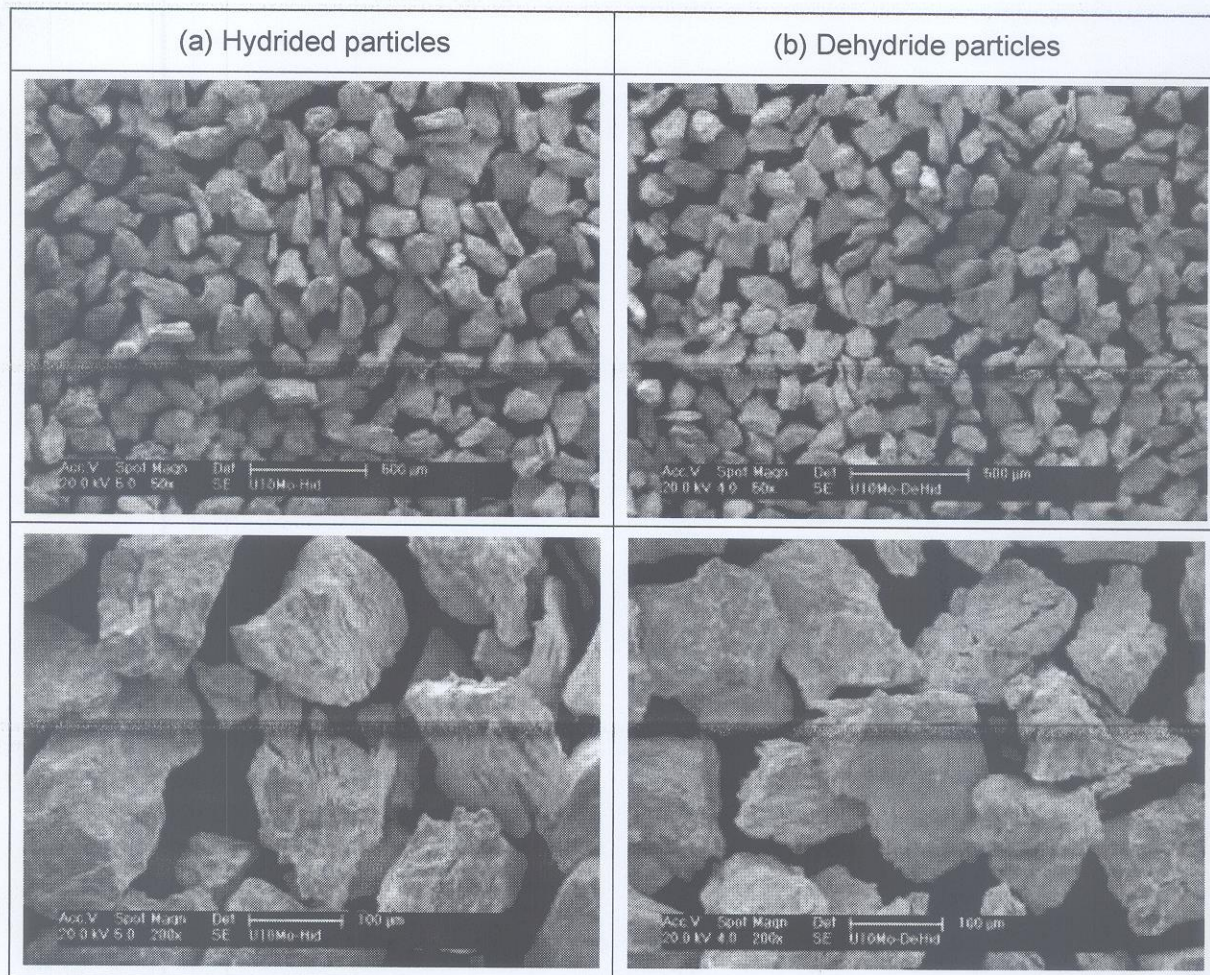 (a) Hydrided particles
(b) Dehydride particles
Acc.V Spot Magn Det 500 µm
20.0 kV 5.0 50x SE U10Mo-Hid
Acc.V Spot Magn Det 500 µm
20.0 kV 4.0 50x SE U10Mo-DeHid
Acc.V Spot Magn Det 100 µm
20.0 kV 5.0 200x SE U10Mo-Hid
Acc.V Spot Magn Det 100 µm
20.0 kV 4.0 200x SE U10Mo-DeHid